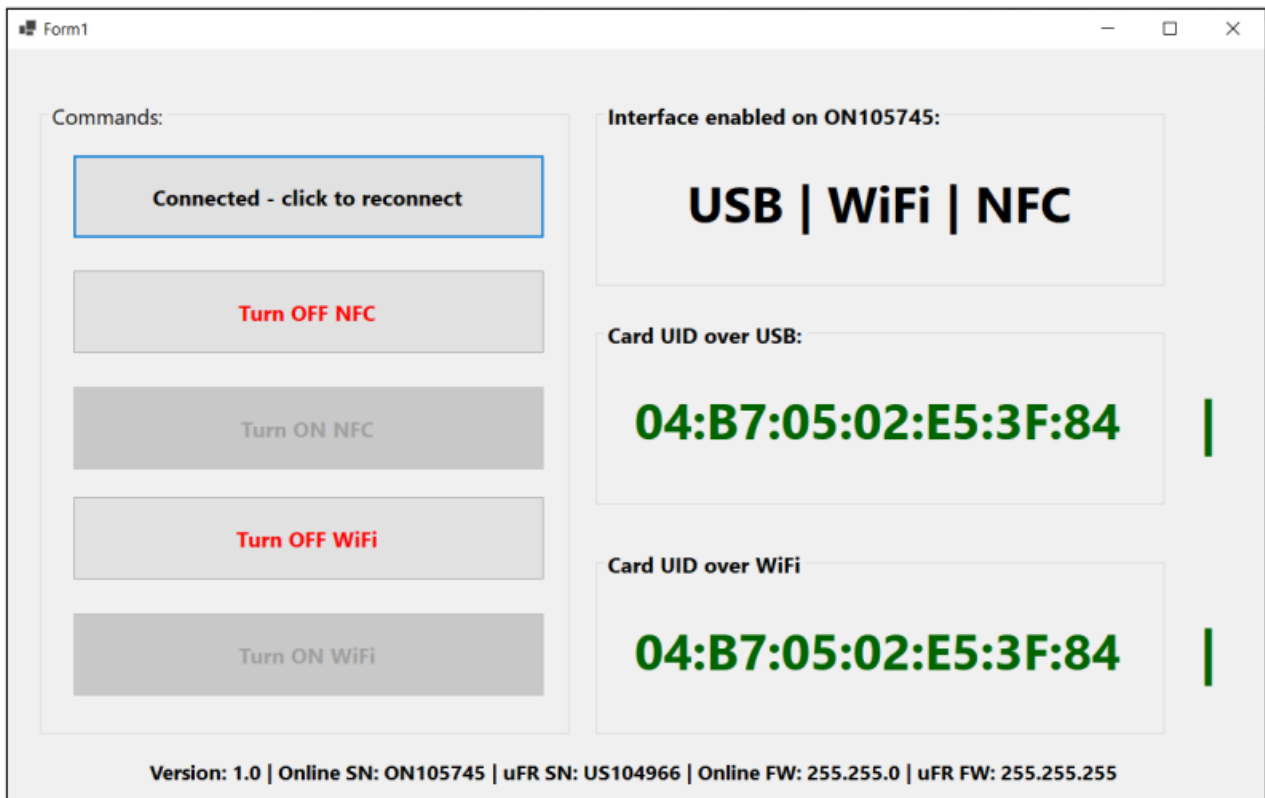 Form1
Commands:
Connected - click to reconnect
Turn OFF NFC
Turn ON NFC
Turn OFF WiFi
Turn ON WiFi
Interface enabled on ON105745:
USB | WiFi | NFC
Card UID over USB:
04:B7:05:02:E5:3F:84 |
Card UID over WiFi
04:B7:05:02:E5:3F:84 |
Version: 1.0 | Online SN: ON105745 | uFR SN: US104966 | Online FW: 255.255.0 | uFR FW: 255.255.255